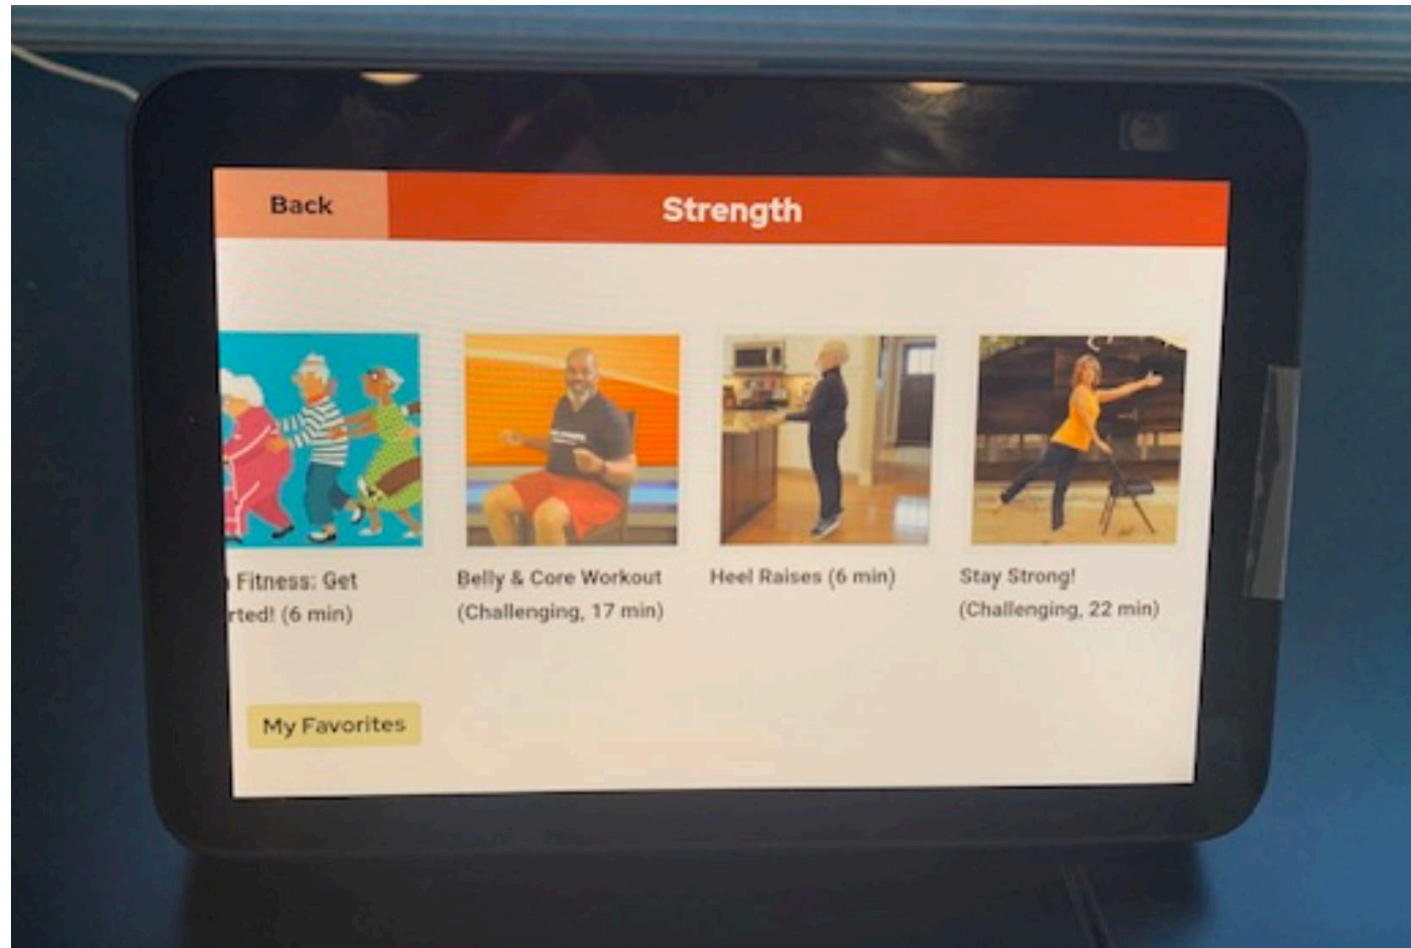 Back
Strength
Fitness: Get
rted! (6 min)
Belly & Core Workout
(Challenging, 17 min)
Heel Raises (6 min)
Stay Strong!
(Challenging, 22 min)
My Favorites